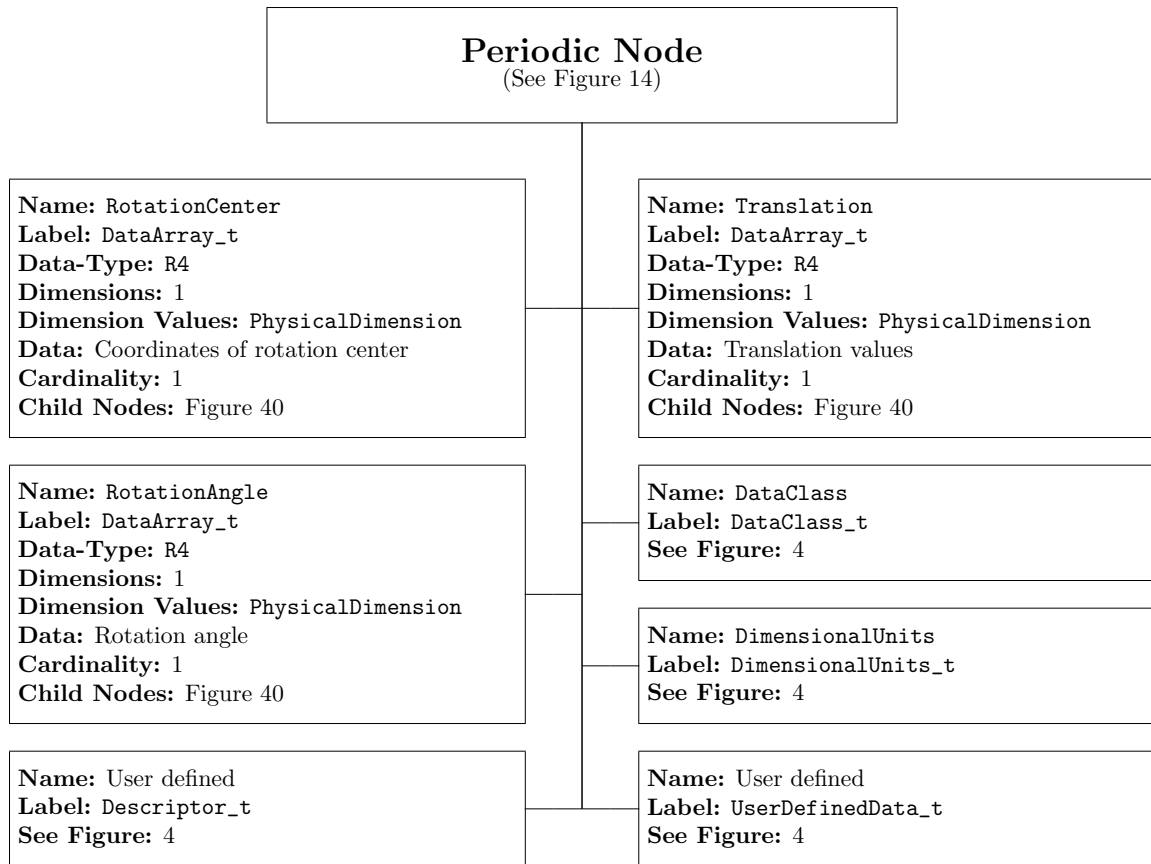 Periodic Node
(See Figure 14)
Name: RotationCenter
Label: DataArray_t
Data-Type: R4
Dimensions: 1
Dimension Values: PhysicalDimension
Data: Coordinates of rotation center
Cardinality: 1
Child Nodes: Figure 40
Name: Translation
Label: DataArray_t
Data-Type: R4
Dimensions: 1
Dimension Values: PhysicalDimension
Data: Translation values
Cardinality: 1
Child Nodes: Figure 40
Name: RotationAngle
Label: DataArray_t
Data-Type: R4
Dimensions: 1
Dimension Values: PhysicalDimension
Data: Rotation angle
Cardinality: 1
Child Nodes: Figure 40
Name: DataClass
Label: DataClass_t
See Figure: 4
Name: DimensionalUnits
Label: DimensionalUnits_t
See Figure: 4
Name: User defined
Label: Descriptor_t
See Figure: 4
Name: User defined
Label: UserDefinedData_t
See Figure: 4